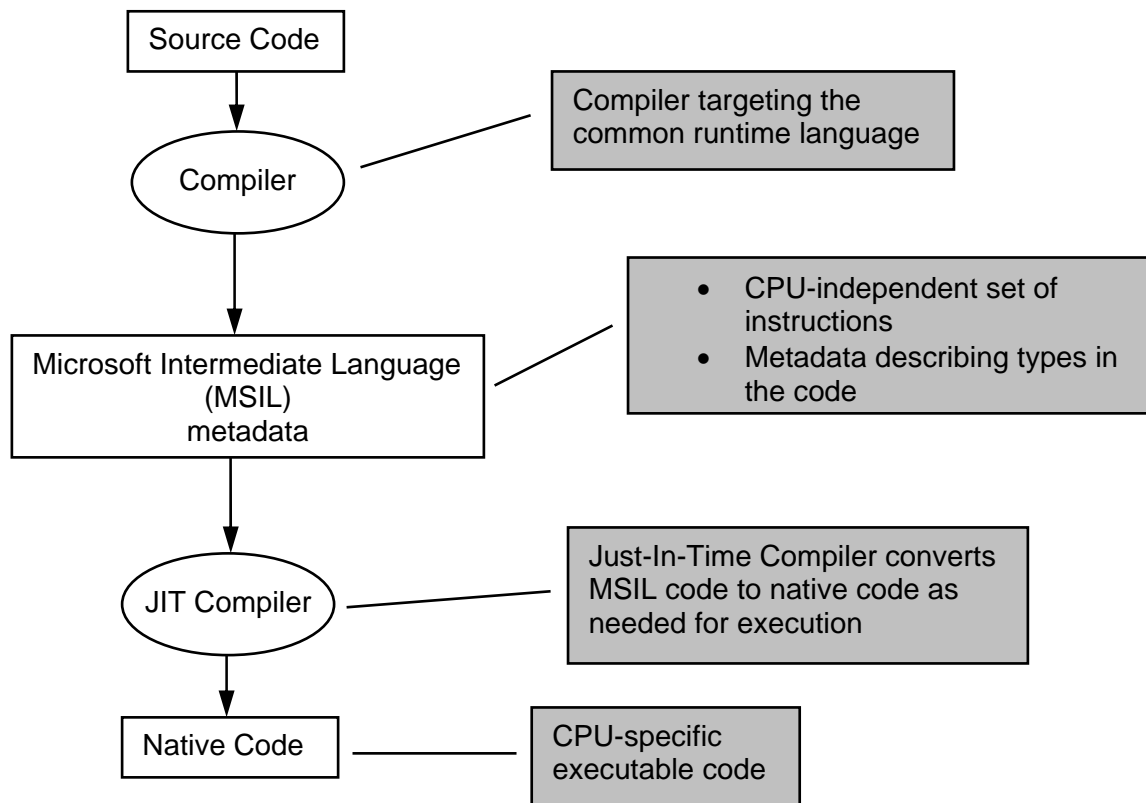 Source Code
Compiler targeting the
common runtime language
Compiler
• CPU-independent set of
instructions
• Metadata describing types in
the code
Microsoft Intermediate Language
(MSIL)
metadata
Just-In-Time Compiler converts
MSIL code to native code as
needed for execution
JIT Compiler
Native Code
CPU-specific
executable code